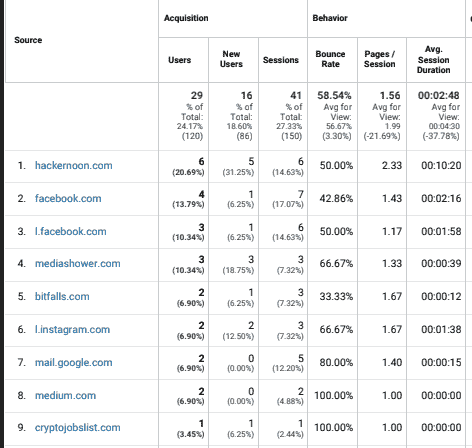 Acquisition Behavior
Source
Users New Users Sessions Bounce Rate Pages / Session Avg. Session Duration
29 16 41 58.54% 1.56 00:02:48
% of Total: 24.17% (120) % of Total: 18.60% (86) % of Total: 27.33% (150) Avg for View: 56.67% (3.30%) Avg for View: 1.99 (-21.69%) Avg for View: 00:04:30 (-37.78%)
1. hackernoon.com 6 (20.69%) 5 (31.25%) 6 (14.63%) 50.00% 2.33 00:10:20
2. facebook.com 4 (13.79%) 1 (6.25%) 7 (17.07%) 42.86% 1.43 00:02:16
3. l.facebook.com 3 (10.34%) 1 (6.25%) 6 (14.63%) 50.00% 1.17 00:01:58
4. mediashower.com 3 (10.34%) 3 (18.75%) 3 (7.32%) 66.67% 1.33 00:00:39
5. bitfalls.com 2 (6.90%) 1 (6.25%) 3 (7.32%) 33.33% 1.67 00:00:12
6. l.instagram.com 2 (6.90%) 2 (12.50%) 3 (7.32%) 66.67% 1.67 00:01:38
7. mail.google.com 2 (6.90%) 0 (0.00%) 5 (12.20%) 80.00% 1.40 00:00:15
8. medium.com 2 (6.90%) 0 (0.00%) 2 (4.88%) 100.00% 1.00 00:00:00
9. cryptojobslist.com 1 (3.45%) 1 (6.25%) 1 (2.44%) 100.00% 1.00 00:00:00